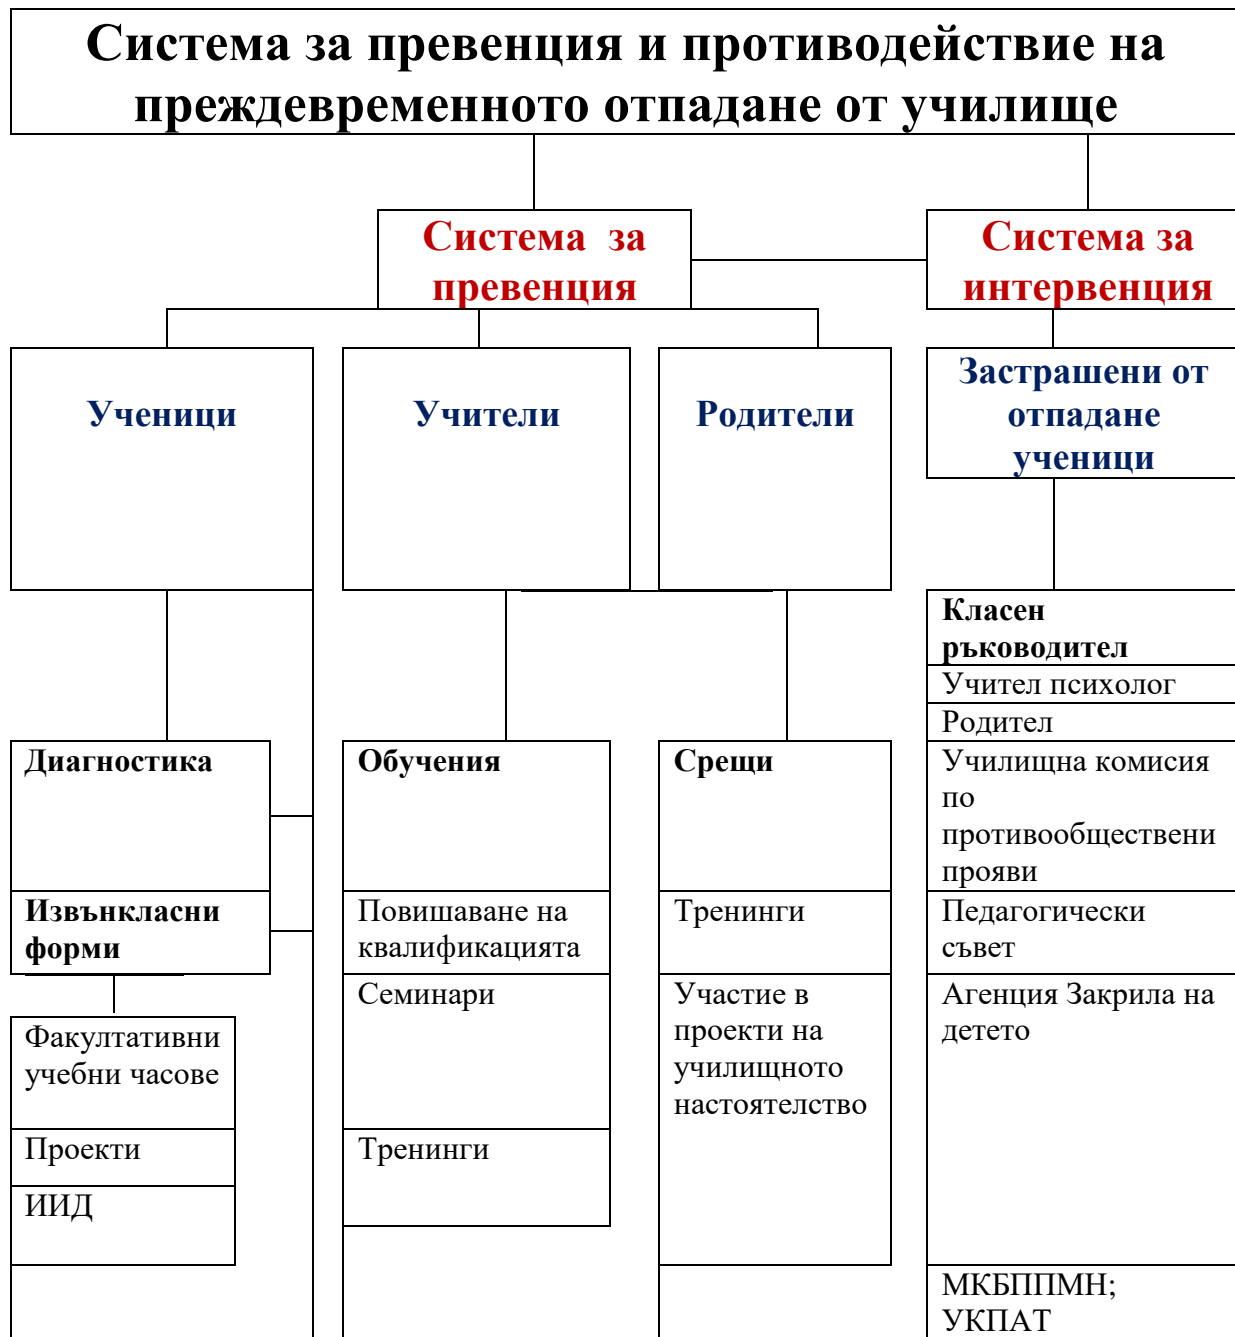 Система за превенция и противодействие на
преждевременното отпадане от училище
Система за
превенция
Система за
интервенция
Ученици
Учители
Родители
Застрашени от
отпадане
ученици
Диагностика
Извънкласни
форми
Факултативни
учебни часове
Проекти
ИИД
Обучения
Повишаване на
квалификацията
Семинари
Тренинги
Срещи
Тренинги
Участие в
проекти на
училищното
настоятелство
Класен
ръководител
Учител психолог
Родител
Училищна комисия
по
противообществени
прояви
Педагогически
съвет
Агенция Закрила на
детето
МКБППМН;
УКПАТ